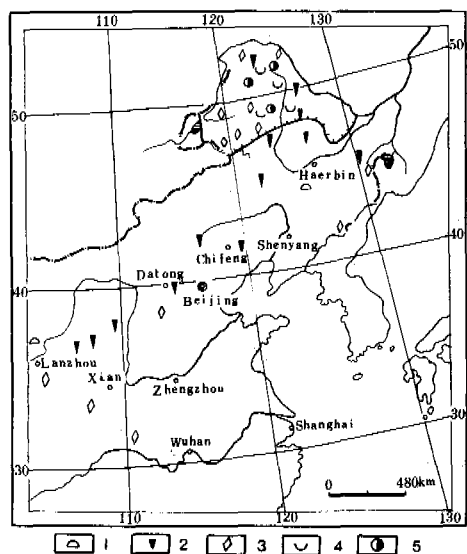 110
120
130
50
50
Haerbin
40
Shenyang
Chifeng
Datong
40
Beijing
Lanzhou
Xian
Zhengzhou
30
Shanghai
Wuhan
30
0 480km
110
120
130
1 2 3 4 5